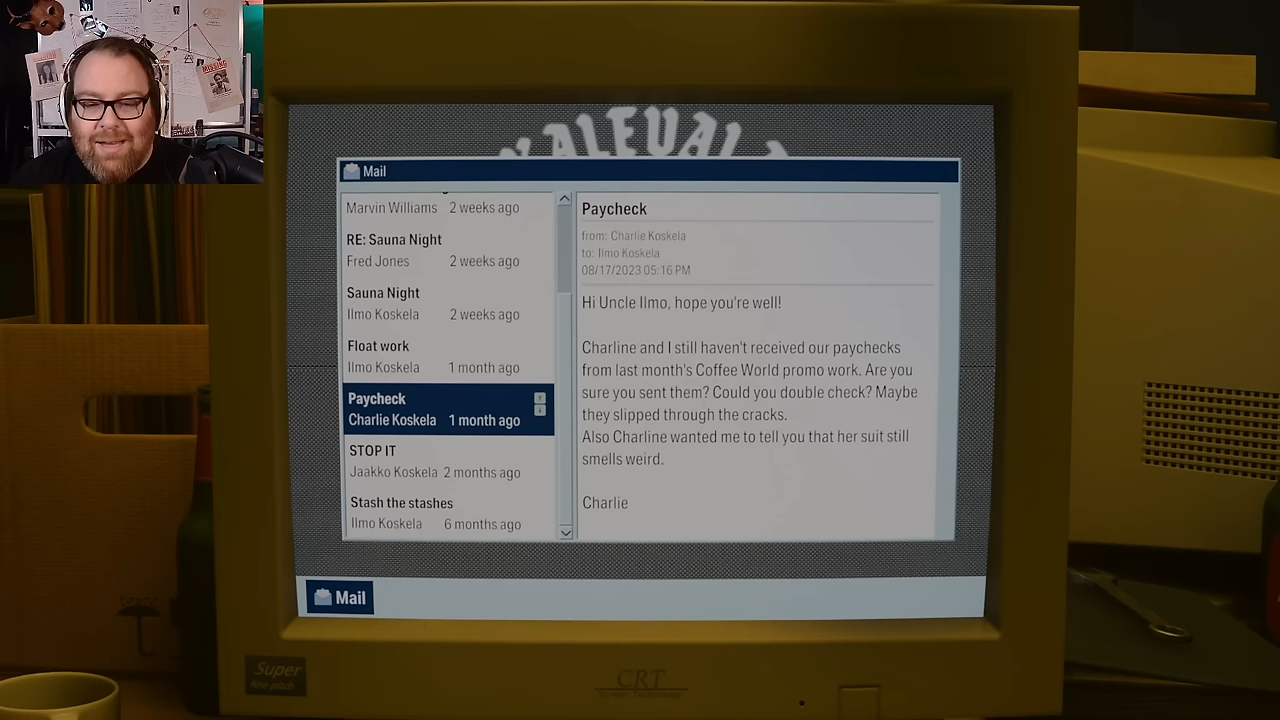 MISSING
KALEVALA
Mail
Marvin Williams 2 weeks ago
RE: Sauna Night
Fred Jones 2 weeks ago
Sauna Night
Ilmo Koskela 2 weeks ago
Float work
Ilmo Koskela 1 month ago
Paycheck
Charlie Koskela 1 month ago
STOP IT
Jaakko Koskela 2 months ago
Stash the stashes
Ilmo Koskela 6 months ago
Paycheck
from: Charlie Koskela
to: Ilmo Koskela
08/17/2023 05:16 PM
Hi Uncle Ilmo, hope you're well!
Charline and I still haven't received our paychecks
from last month's Coffee World promo work. Are you
sure you sent them? Could you double check? Maybe
they slipped through the cracks.
Also Charline wanted me to tell you that her suit still
smells weird.
Charlie
Mail
Super
fine pitch
CRT